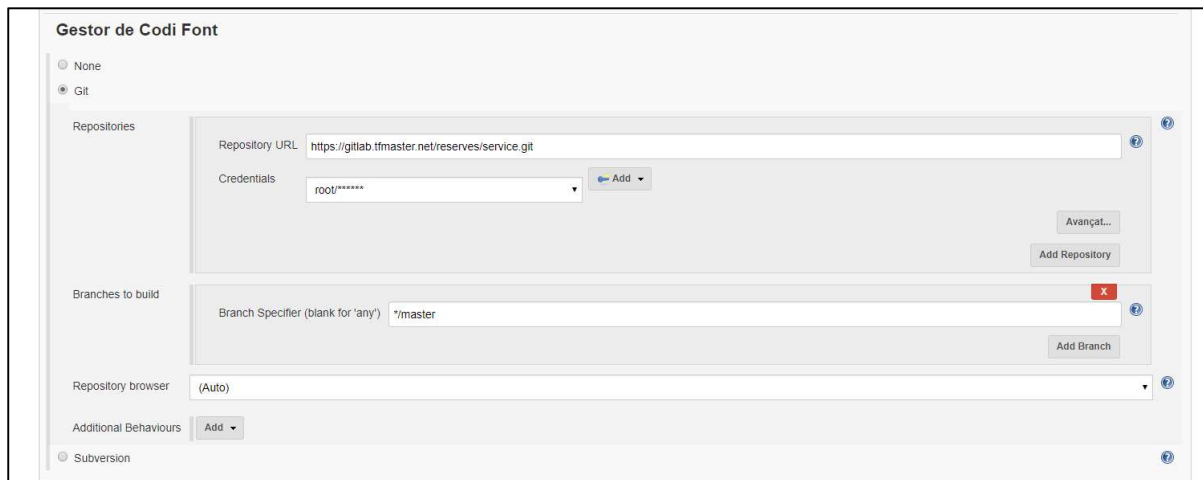 Gestor de Codi Font
None
Git
Repositories
Repository URL https://gitlab.tfmaster.net/reserves/service.git
Credentials root/****** Add
Avançat...
Add Repository
Branches to build
X
Branch Specifier (blank for 'any') */master
Add Branch
Repository browser (Auto)
Additional Behaviours Add
Subversion